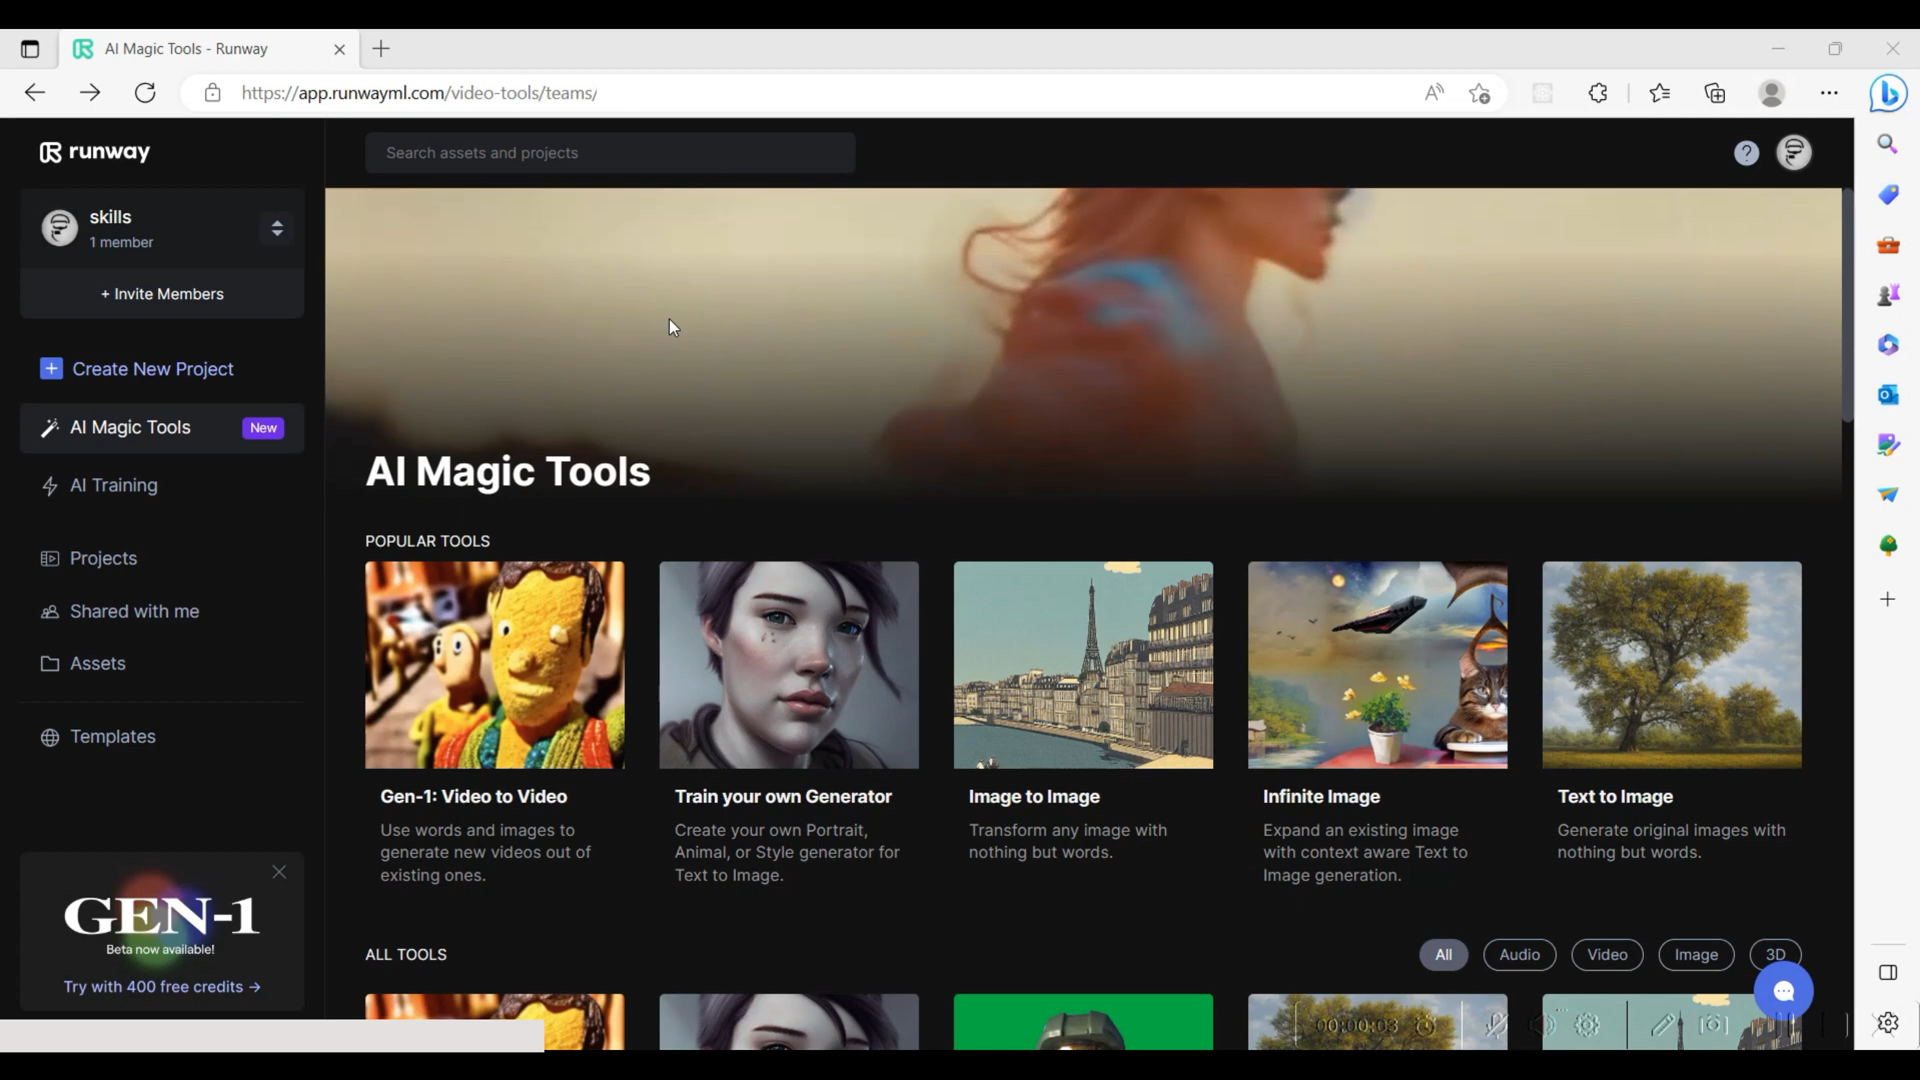 AI Magic Tools - Runway
https://app.runwayml.com/video-tools/teams/
runway
Search assets and projects
?
skills
1 member
+ Invite Members
Create New Project
AI Magic Tools
New
AI Training
Projects
Shared with me
Assets
Templates
GEN-1
Beta now available!
Try with 400 free credits →
AI Magic Tools
POPULAR TOOLS
Gen-1: Video to Video
Use words and images to
generate new videos out of
existing ones.
Train your own Generator
Create your own Portrait,
Animal, or Style generator for
Text to Image.
Image to Image
Transform any image with
nothing but words.
Infinite Image
Expand an existing image
with context aware Text to
Image generation.
Text to Image
Generate original images with
nothing but words.
ALL TOOLS
All
Audio
Video
Image
3D
00:00:03